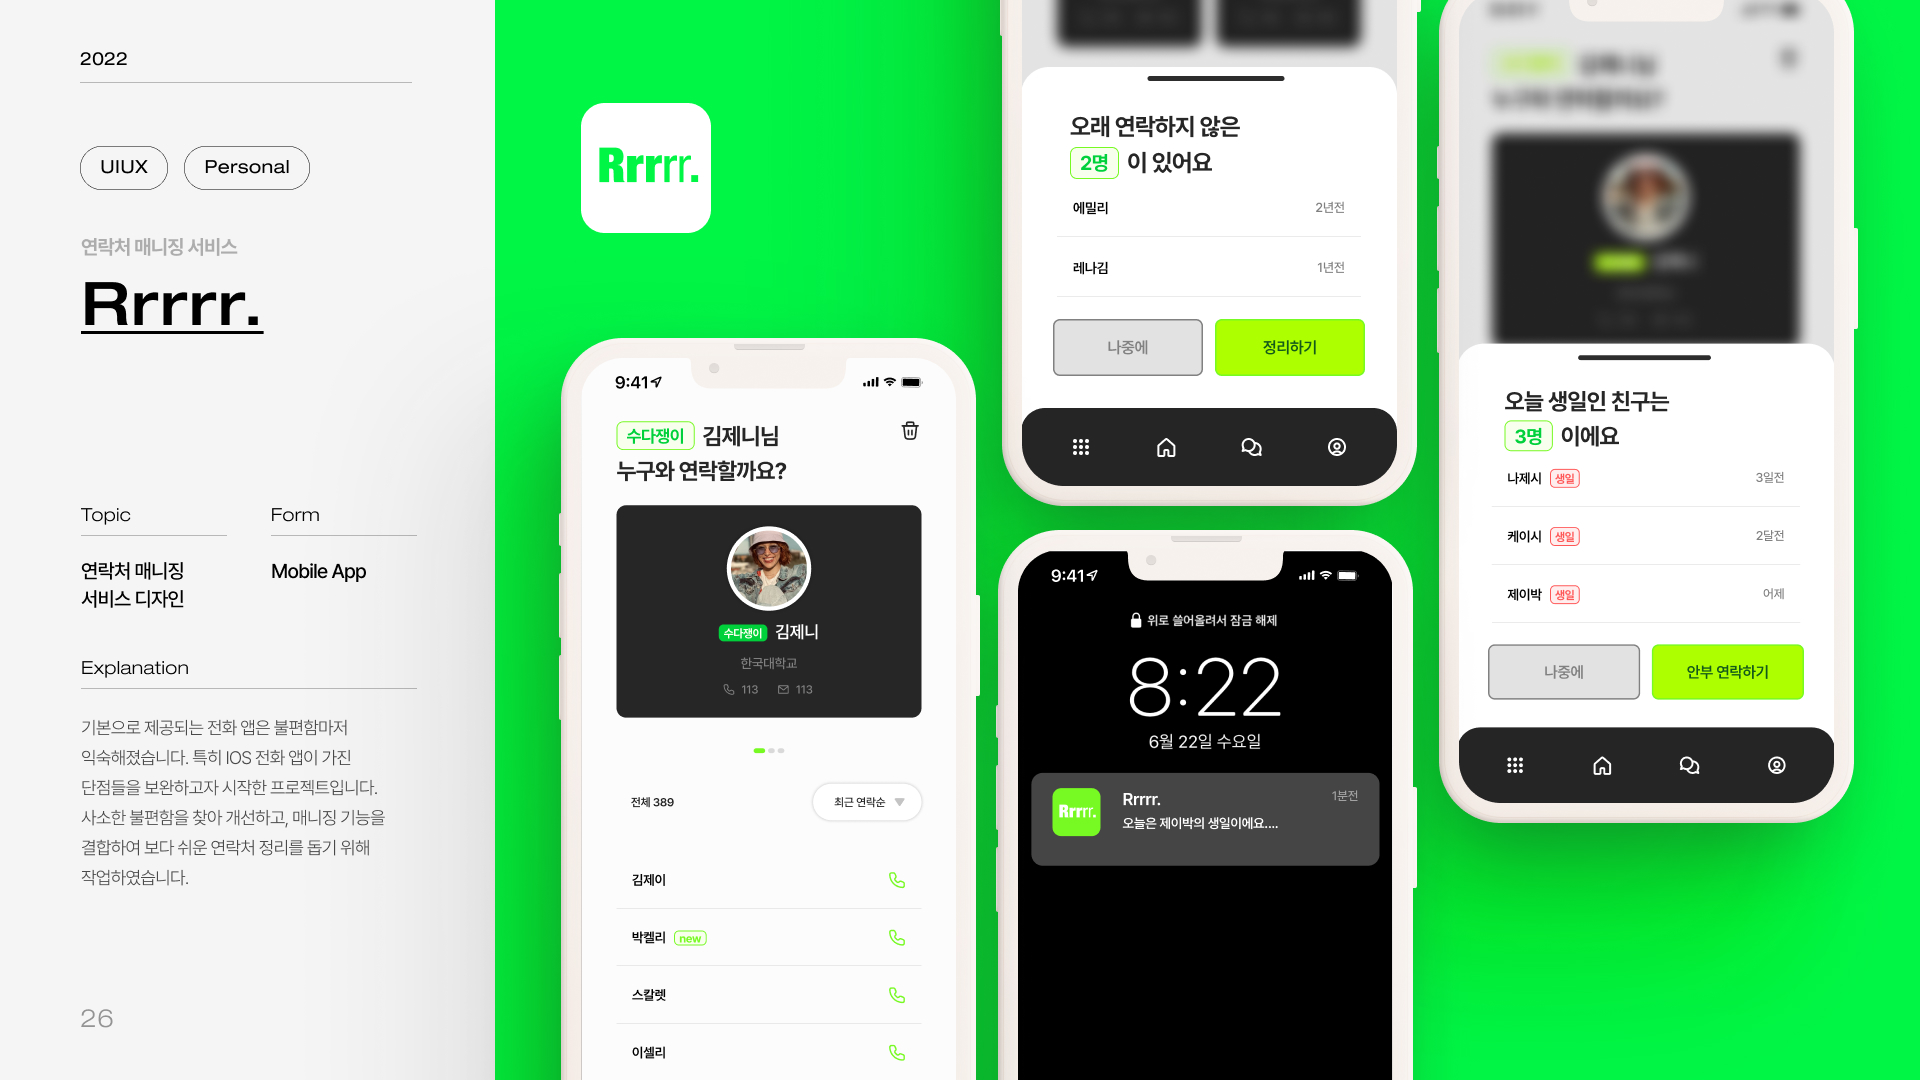 2022
UIUX
Personal
연락처 매니징 서비스
Rrrrr.
Topic
연락처 매니징
서비스 디자인
Form
Mobile App
Explanation
기본으로 제공되는 전화 앱은 불편함마저
익숙해졌습니다. 특히 IOS 전화 앱이 가진
단점들을 보완하고자 시작한 프로젝트입니다.
사소한 불편함을 찾아 개선하고, 매니징 기능을
결합하여 보다 쉬운 연락처 정리를 돕기 위해
작업하였습니다.
26
Rrrrr.
9:41
수다쟁이 김제니님
누구와 연락할까요?
수다쟁이 김제니
한국대학교
113 113
전체 389
최근 연락순
김제이
박켈리 new
스칼렛
이셀리
오래 연락하지 않은
2명 이 있어요
에밀리 2년전
레나김 1년전
나중에 정리하기
9:41
위로 쓸어올려서 잠금 해제
8:22
6월 22일 수요일
Rrrrr.
Rrrrr. 1분전
오늘은 제이박의 생일이에요....
오늘 생일인 친구는
3명 이에요
나제시 생일 3일전
케이시 생일 2달전
제이박 생일 어제
나중에 안부 연락하기